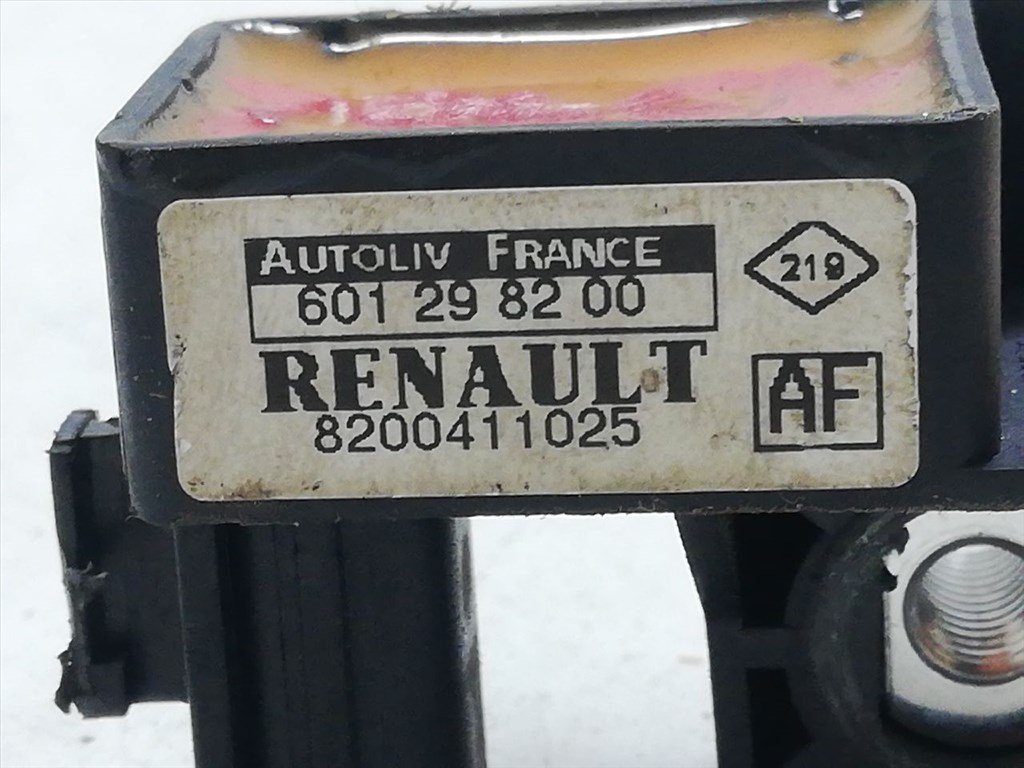 AUTOLIV FRANCE
601 29 82 00
RENAULT
8200411025
219
AF